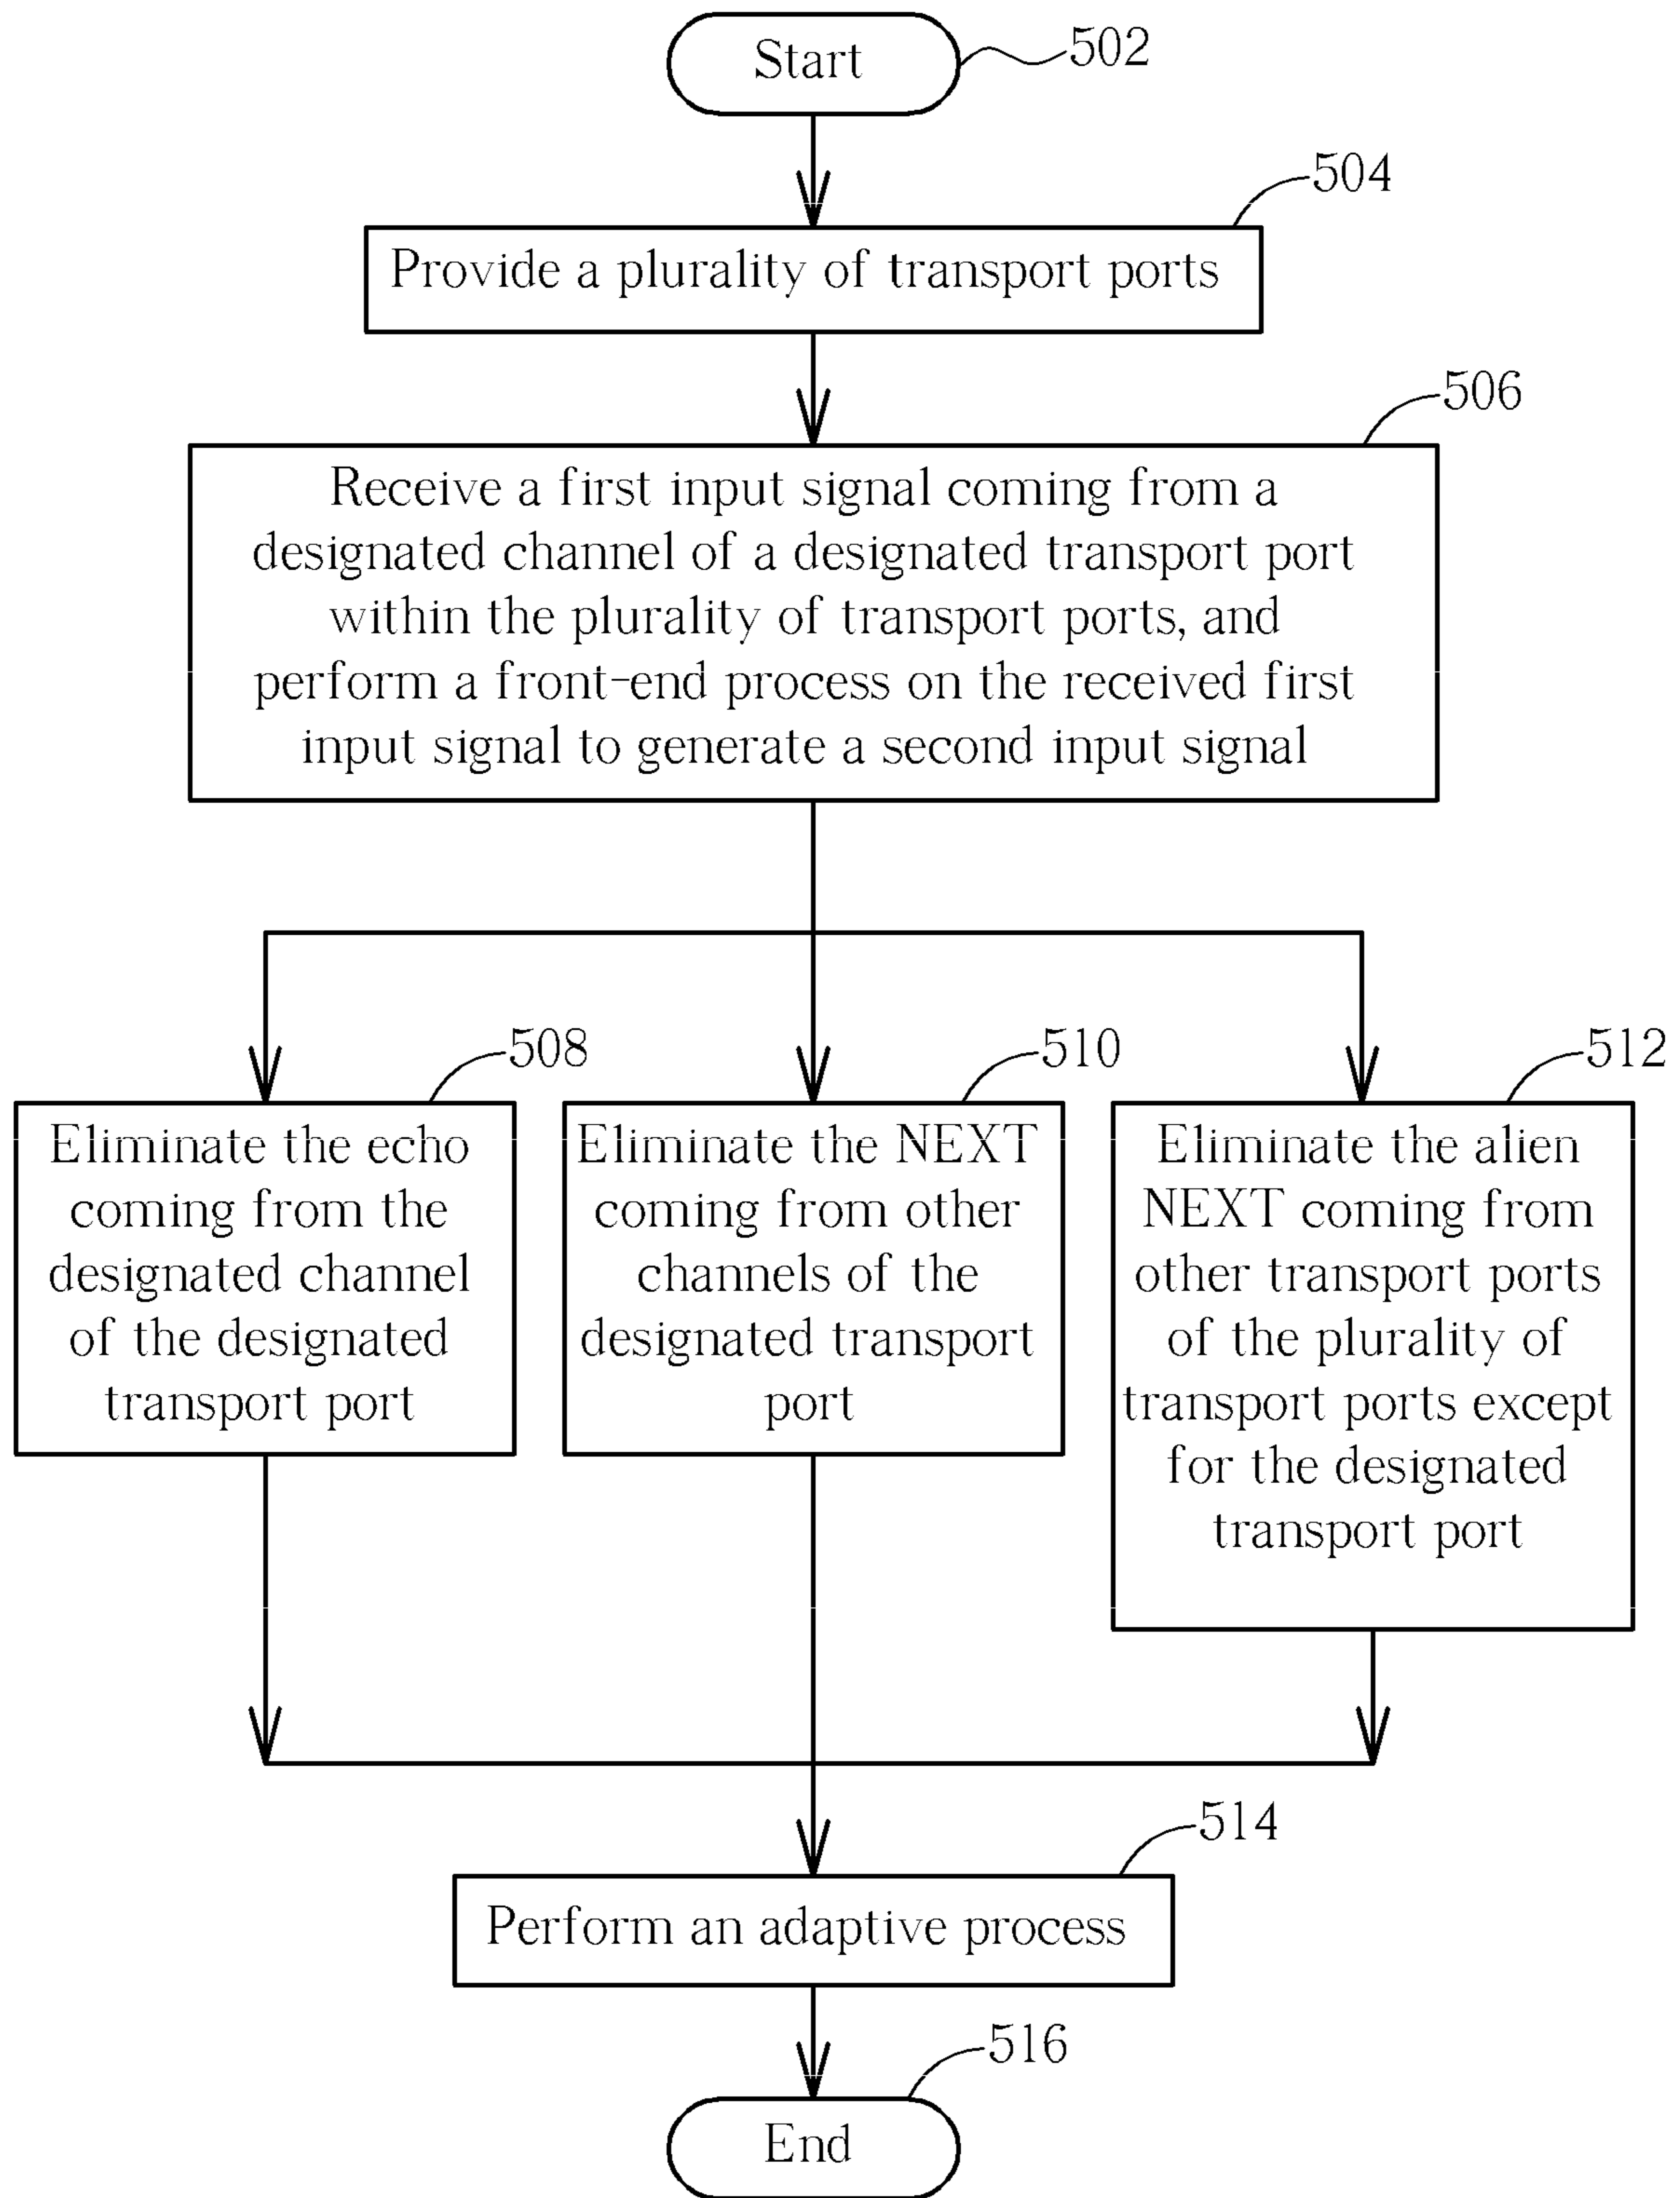 Start
502
504
Provide a plurality of transport ports
506
Receive a first input signal coming from a
designated channel of a designated transport port
within the plurality of transport ports, and
perform a front-end process on the received first
input signal to generate a second input signal
508
Eliminate the echo
coming from the
designated channel
of the designated
transport port
510
Eliminate the NEXT
coming from other
channels of the
designated transport
port
512
Eliminate the alien
NEXT coming from
other transport ports
of the plurality of
transport ports except
for the designated
transport port
514
Perform an adaptive process
516
End